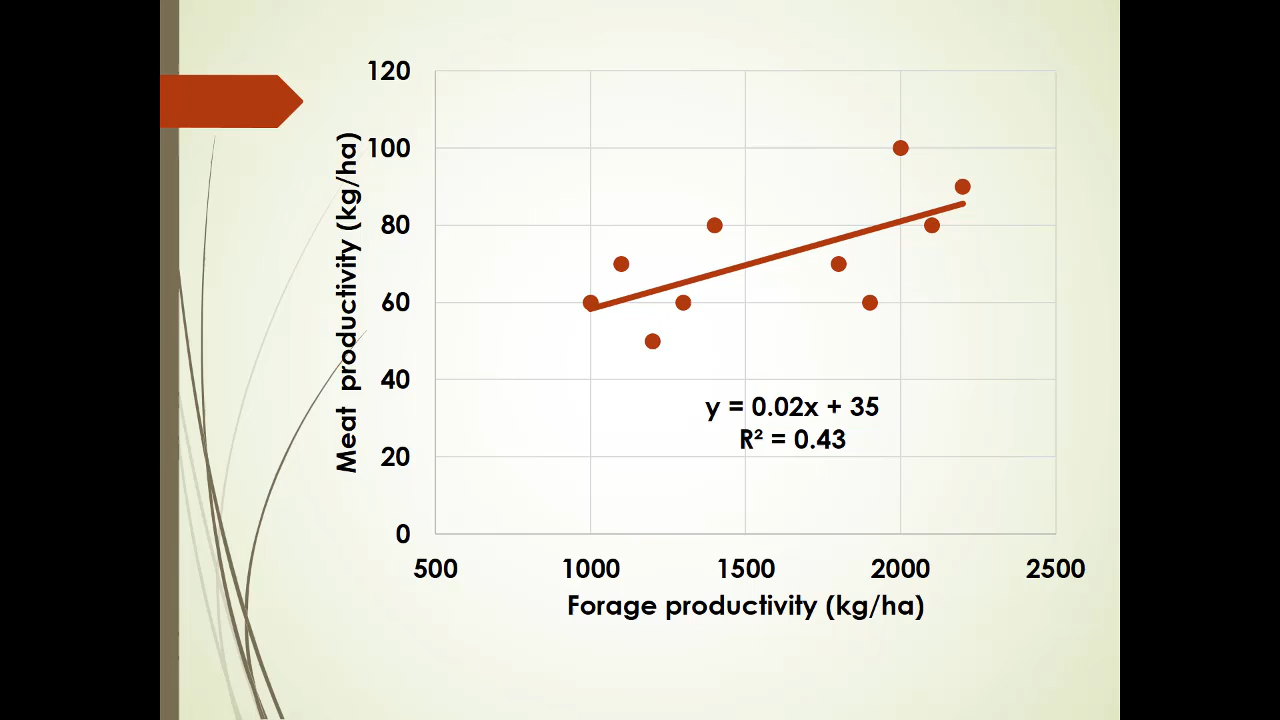 120
100
80
60
40
20
0
Meat productivity (kg/ha)
y = 0.02x + 35
R² = 0.43
500 1000 1500 2000 2500
Forage productivity (kg/ha)